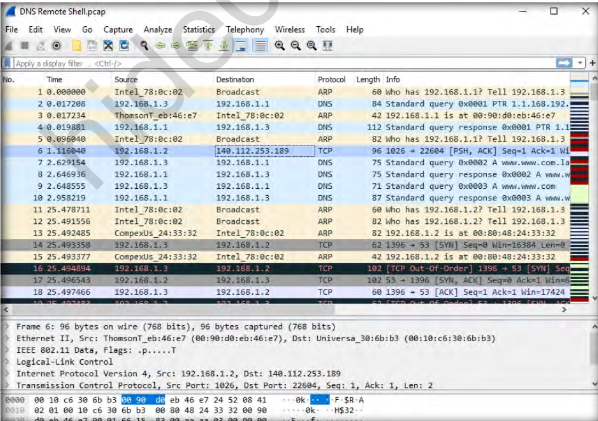 DNS Remote Shell.pcap
File Edit View Go Capture Analyze Statistics Telephony Wireless Tools Help
Apply a display filter ... <Ctrl-/>
No. Time Source Destination Protocol Length Info
1 0.000000 Intel_78:0c:02 Broadcast ARP 60 Who has 192.168.1.1? Tell 192.168.1.3
2 0.017208 192.168.1.3 192.168.1.1 DNS 84 Standard query 0x0001 PTR 1.1.168.192.
3 0.017234 ThomsonT_eb:46:e7 Intel_78:0c:02 ARP 42 192.168.1.1 is at 00:90:d0:eb:46:e7
4 0.019881 192.168.1.1 192.168.1.3 DNS 112 Standard query response 0x0001 PTR 1.1
5 0.096040 Intel_78:0c:02 Broadcast ARP 82 Who has 192.168.1.1? Tell 192.168.1.3
6 1.116040 192.168.1.2 140.112.253.189 TCP 96 1026 → 22604 [PSH, ACK] Seq=1 Ack=1 Wi
7 2.629154 192.168.1.3 192.168.1.1 DNS 75 Standard query 0x0002 A www.www.com.la
8 2.646936 192.168.1.1 192.168.1.3 DNS 75 Standard query response 0x0002 A www.w
9 2.648555 192.168.1.3 192.168.1.1 DNS 71 Standard query 0x0003 A www.www.com
10 2.958219 192.168.1.1 192.168.1.3 DNS 87 Standard query response 0x0003 A www.w
11 25.478711 Intel_78:0c:02 Broadcast ARP 60 Who has 192.168.1.2? Tell 192.168.1.3
12 25.491556 Intel_78:0c:02 Broadcast ARP 82 Who has 192.168.1.2? Tell 192.168.1.3
13 25.492485 CompexUs_24:33:32 Intel_78:0c:02 ARP 82 192.168.1.2 is at 00:80:48:24:33:32
14 25.493358 192.168.1.3 192.168.1.2 TCP 62 1396 → 53 [SYN] Seq=0 Win=16384 Len=0
15 25.493377 CompexUs_24:33:32 Intel_78:0c:02 ARP 42 192.168.1.2 is at 00:80:48:24:33:32
16 25.494894 192.168.1.3 192.168.1.2 TCP 102 [TCP Out-Of-Order] 1396 → 53 [SYN] Seq
17 25.496543 192.168.1.2 192.168.1.3 TCP 102 53 → 1396 [SYN, ACK] Seq=0 Ack=1 Win=6
18 25.497466 192.168.1.3 192.168.1.2 TCP 60 1396 → 53 [ACK] Seq=1 Ack=1 Win=17424
Frame 6: 96 bytes on wire (768 bits), 96 bytes captured (768 bits)
Ethernet II, Src: ThomsonT_eb:46:e7 (00:90:d0:eb:46:e7), Dst: Universa_30:6b:b3 (00:10:c6:30:6b:b3)
IEEE 802.11 Data, Flags: .p.....T
Logical-Link Control
Internet Protocol Version 4, Src: 192.168.1.2, Dst: 140.112.253.189
Transmission Control Protocol, Src Port: 1026, Dst Port: 22604, Seq: 1, Ack: 1, Len: 2
0000 00 10 c6 30 6b b3 00 90 d0 eb 46 e7 24 52 08 41 ···0k··· ··F·$R·A
0010 02 01 00 10 c6 30 6b b3 00 80 48 24 33 32 00 90 ·····0k· ··H$32··